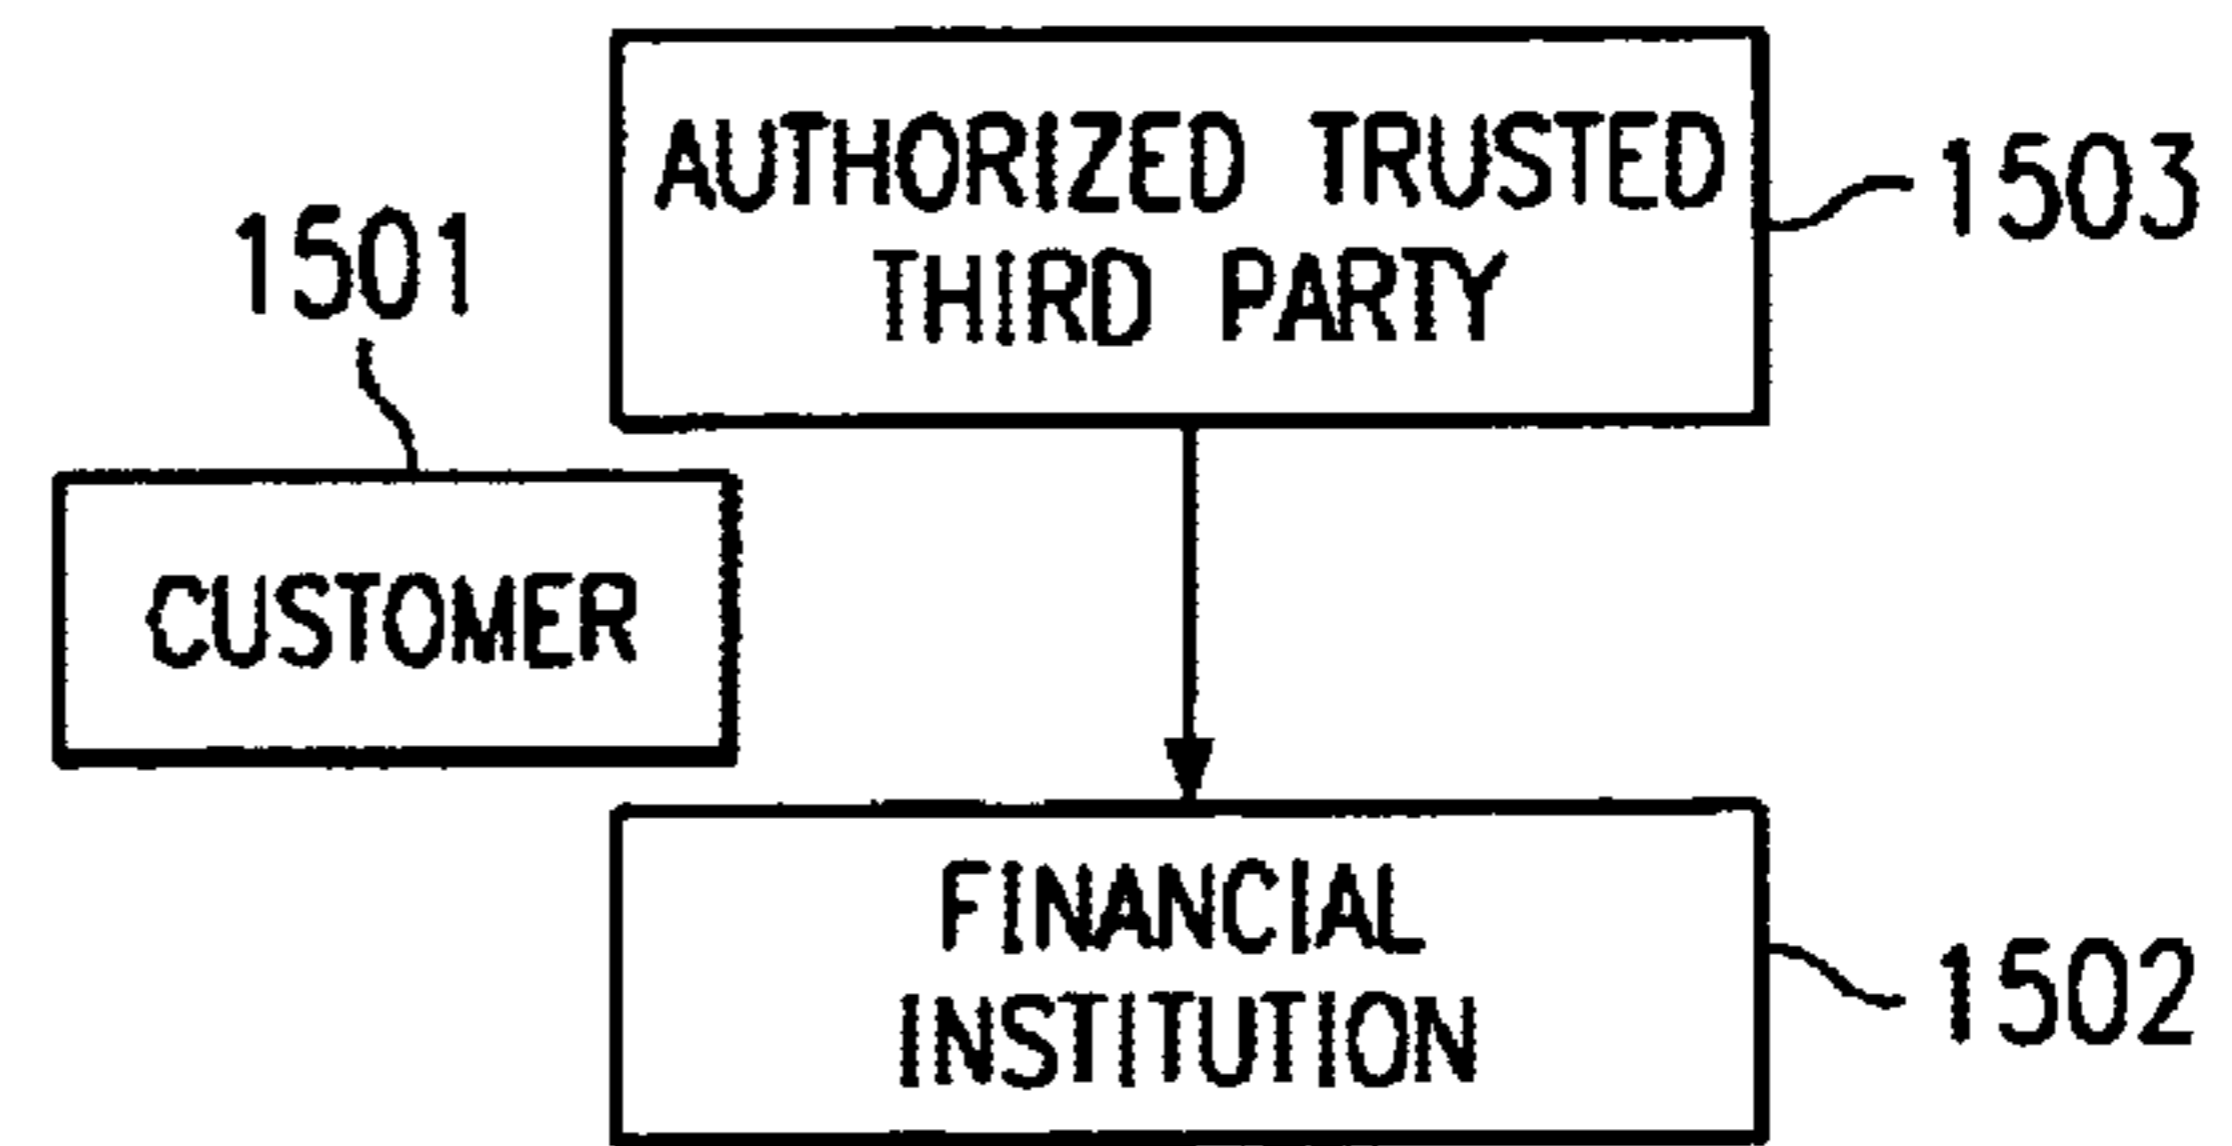 AUTHORIZED TRUSTED
THIRD PARTY
1503
1501
CUSTOMER
FINANCIAL
INSTITUTION
1502